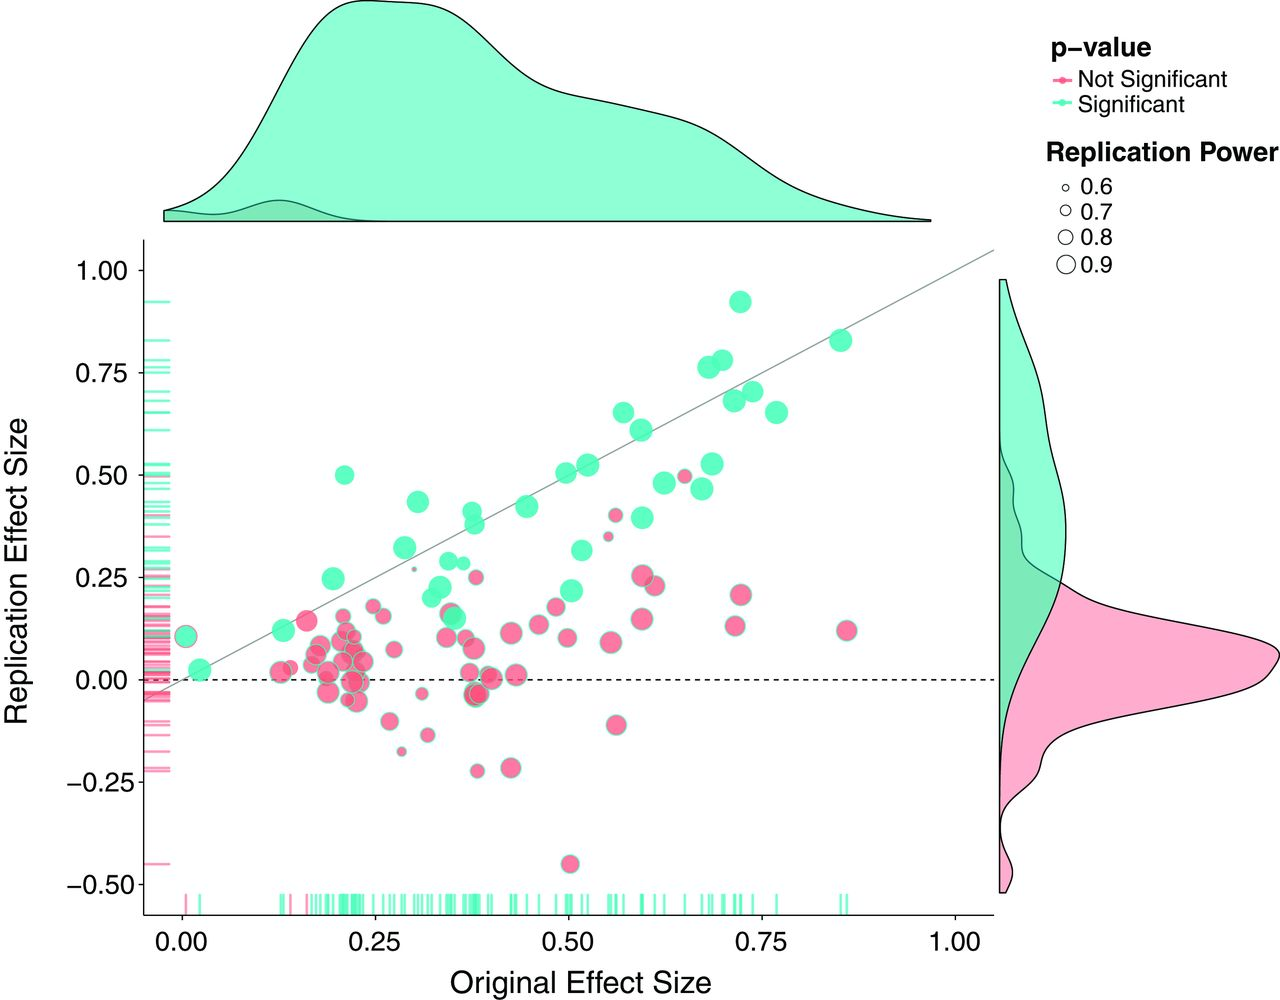 p−value
Not Significant
Significant
Replication Power
0.6
0.7
0.8
0.9
1.00
0.75
0.50
0.25
0.00
−0.25
−0.50
Replication Effect Size
0.00 0.25 0.50 0.75 1.00
Original Effect Size